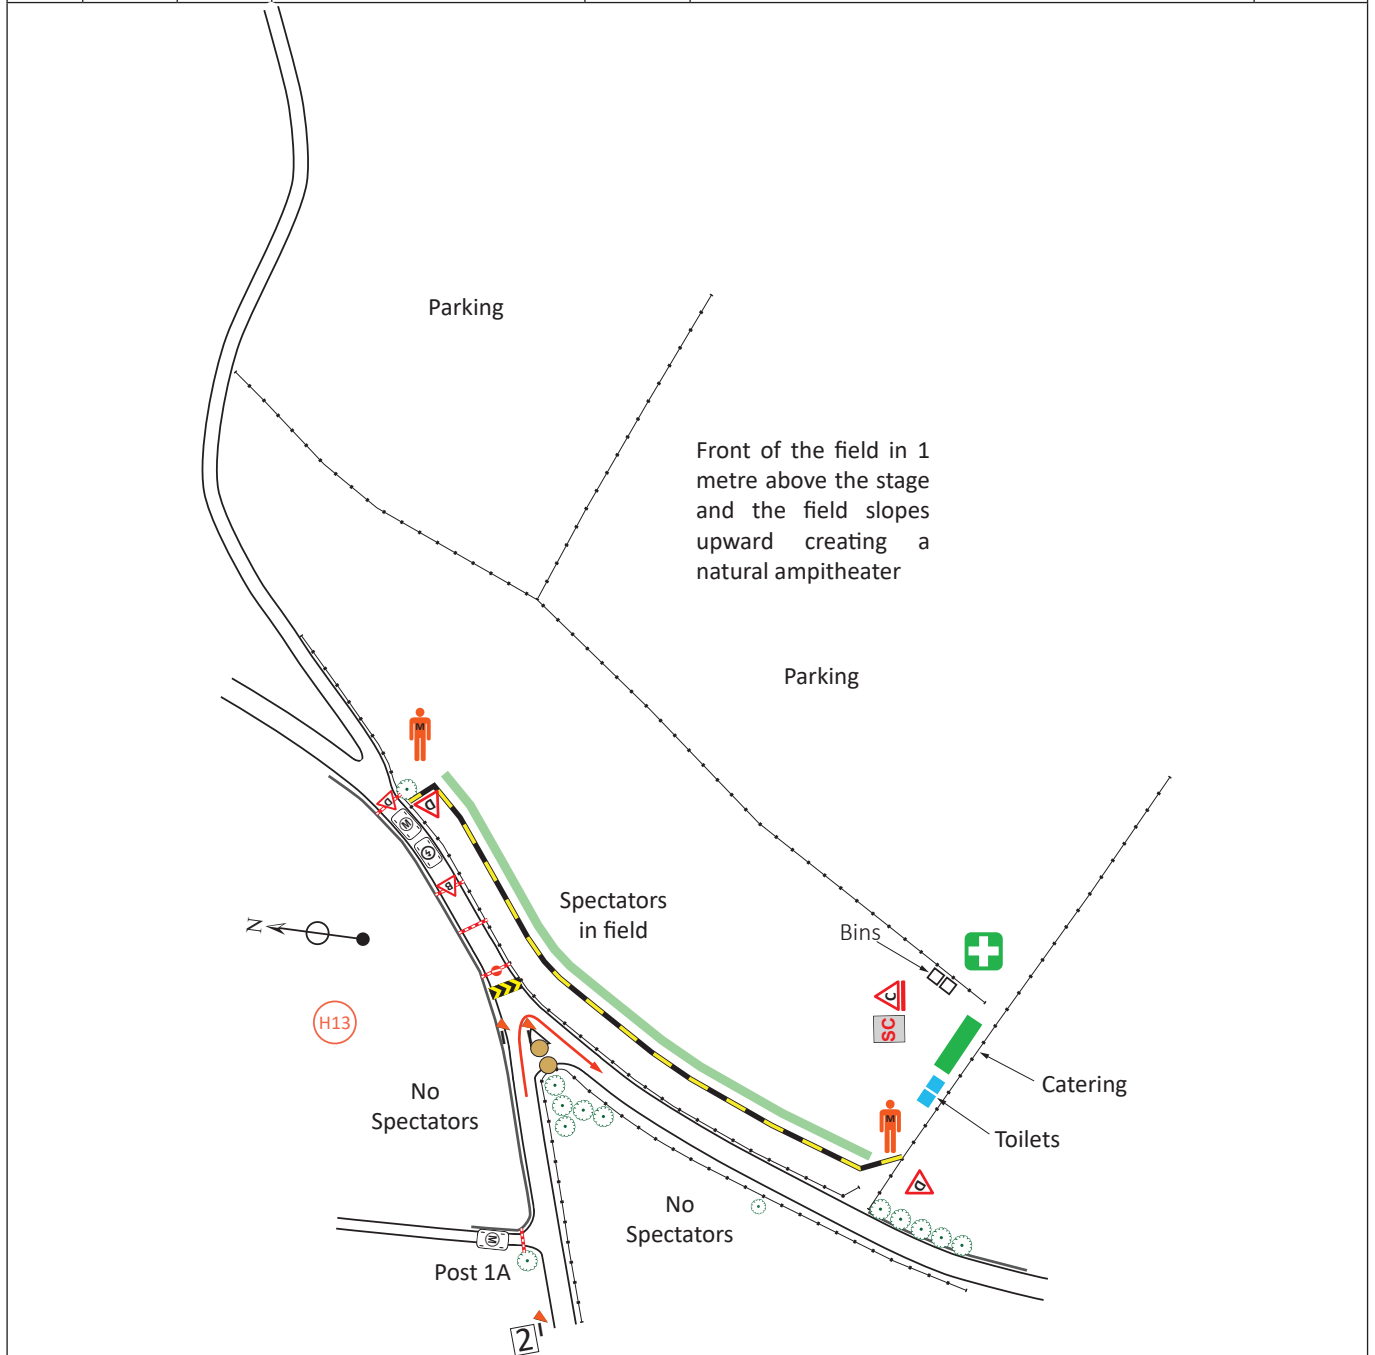 Parking
Front of the field in 1
metre above the stage
and the field slopes
upward creating a
natural ampitheater
Parking
M
D
D
M
B
Spectators
in field
N
Bins
C
SC
H13
No
Spectators
Catering
M
Toilets
D
No
Spectators
M
Post 1A
2